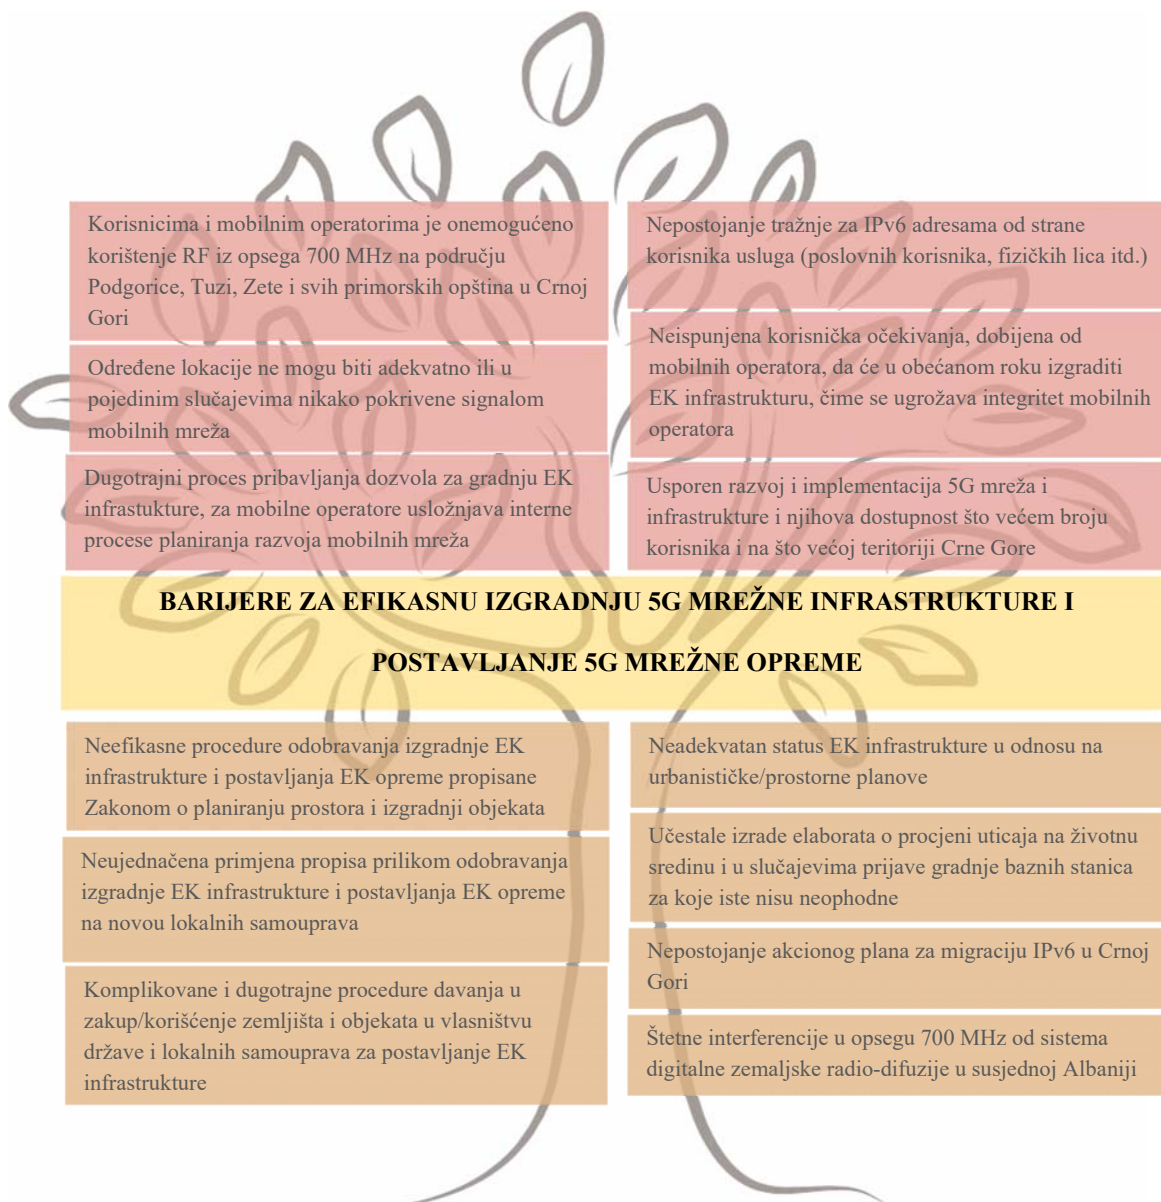 Korisnicima i mobilnim operatorima je onemogućeno
korištenje RF iz opsega 700 MHz na području
Podgorice, Tuzi, Zete i svih primorskih opština u Crnoj
Gori
Određene lokacije ne mogu biti adekvatno ili u
pojedinim slučajevima nikako pokrivene signalom
mobilnih mreža
Dugotrajni proces pribavljanja dozvola za gradnju EK
infrastukture, za mobilne operatore usložnjava interne
procese planiranja razvoja mobilnih mreža
Nepostojanje tražnje za IPv6 adresama od strane
korisnika usluga (poslovnih korisnika, fizičkih lica itd.)
Neispunjena korisnička očekivanja, dobijena od
mobilnih operatora, da će u obećanom roku izgraditi
EK infrastrukturu, čime se ugrožava integritet mobilnih
operatora
Usporen razvoj i implementacija 5G mreža i
infrastrukture i njihova dostupnost što većem broju
korisnika i na što većoj teritoriji Crne Gore
BARIJERE ZA EFIKASNU IZGRADNJU 5G MREŽNE INFRASTRUKTURE I
POSTAVLJANJE 5G MREŽNE OPREME
Neefikasne procedure odobravanja izgradnje EK
infrastrukture i postavljanja EK opreme propisane
Zakonom o planiranju prostora i izgradnji objekata
Neujednačena primjena propisa prilikom odobravanja
izgradnje EK infrastrukture i postavljanja EK opreme
na novou lokalnih samouprava
Komplikovane i dugotrajne procedure davanja u
zakup/korišćenje zemljišta i objekata u vlasništvu
države i lokalnih samouprava za postavljanje EK
infrastrukture
Neadekvatan status EK infrastrukture u odnosu na
urbanističke/prostorne planove
Učestale izrade elaborata o procjeni uticaja na životnu
sredinu i u slučajevima prijave gradnje baznih stanica
za koje iste nisu neophodne
Nepostojanje akcionog plana za migraciju IPv6 u Crnoj
Gori
Štetne interferencije u opsegu 700 MHz od sistema
digitalne zemaljske radio-difuzije u susjednoj Albaniji